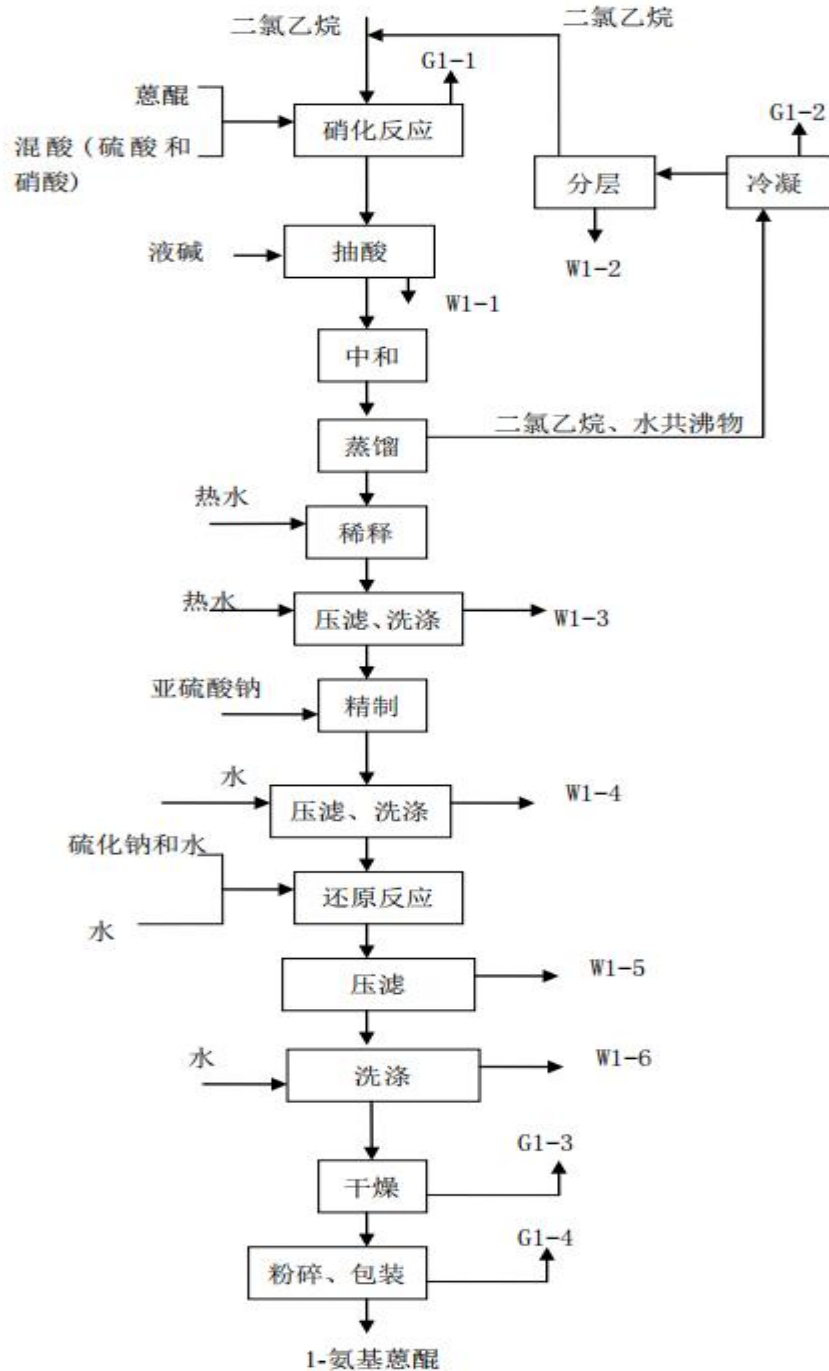 二氯乙烷
二氯乙烷
G1-1
蒽醌
硝化反应
混酸(硫酸和
硝酸)
G1-2
分层
冷凝
W1-2
液碱
抽酸
W1-1
中和
蒸馏
二氯乙烷、水共沸物
热水
稀释
热水
压滤、洗涤
W1-3
亚硫酸钠
精制
水
压滤、洗涤
W1-4
硫化钠和水
还原反应
水
压滤
W1-5
水
洗涤
W1-6
G1-3
干燥
G1-4
粉碎、包装
1-氨基蒽醌